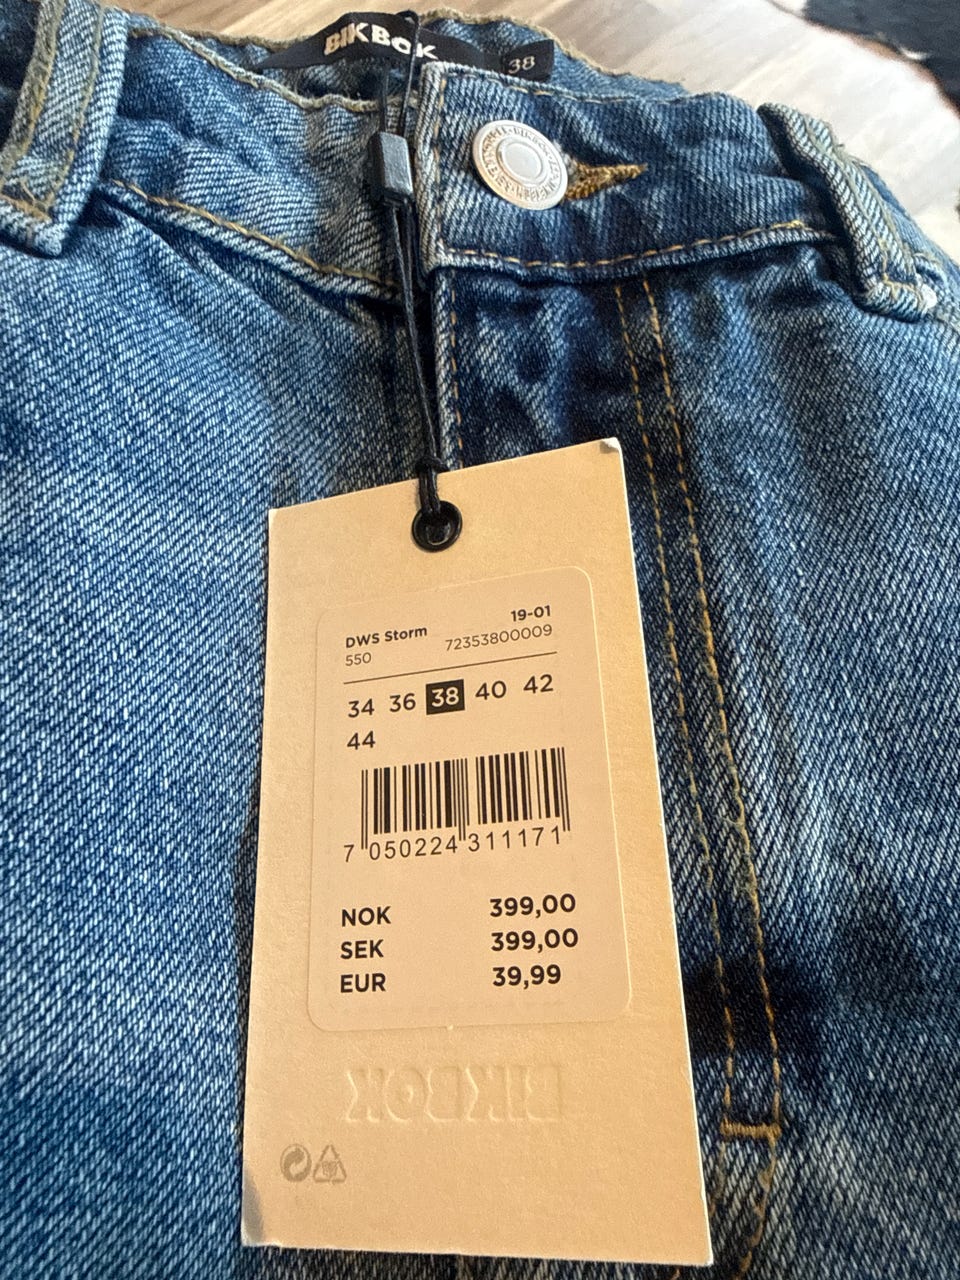 BIKBOK
38
DWS Storm
19-01
550
72353800009
34 36 38 40 42
44
7 050224 311171
NOK 399,00
SEK 399,00
EUR 39,99
BIKBOK